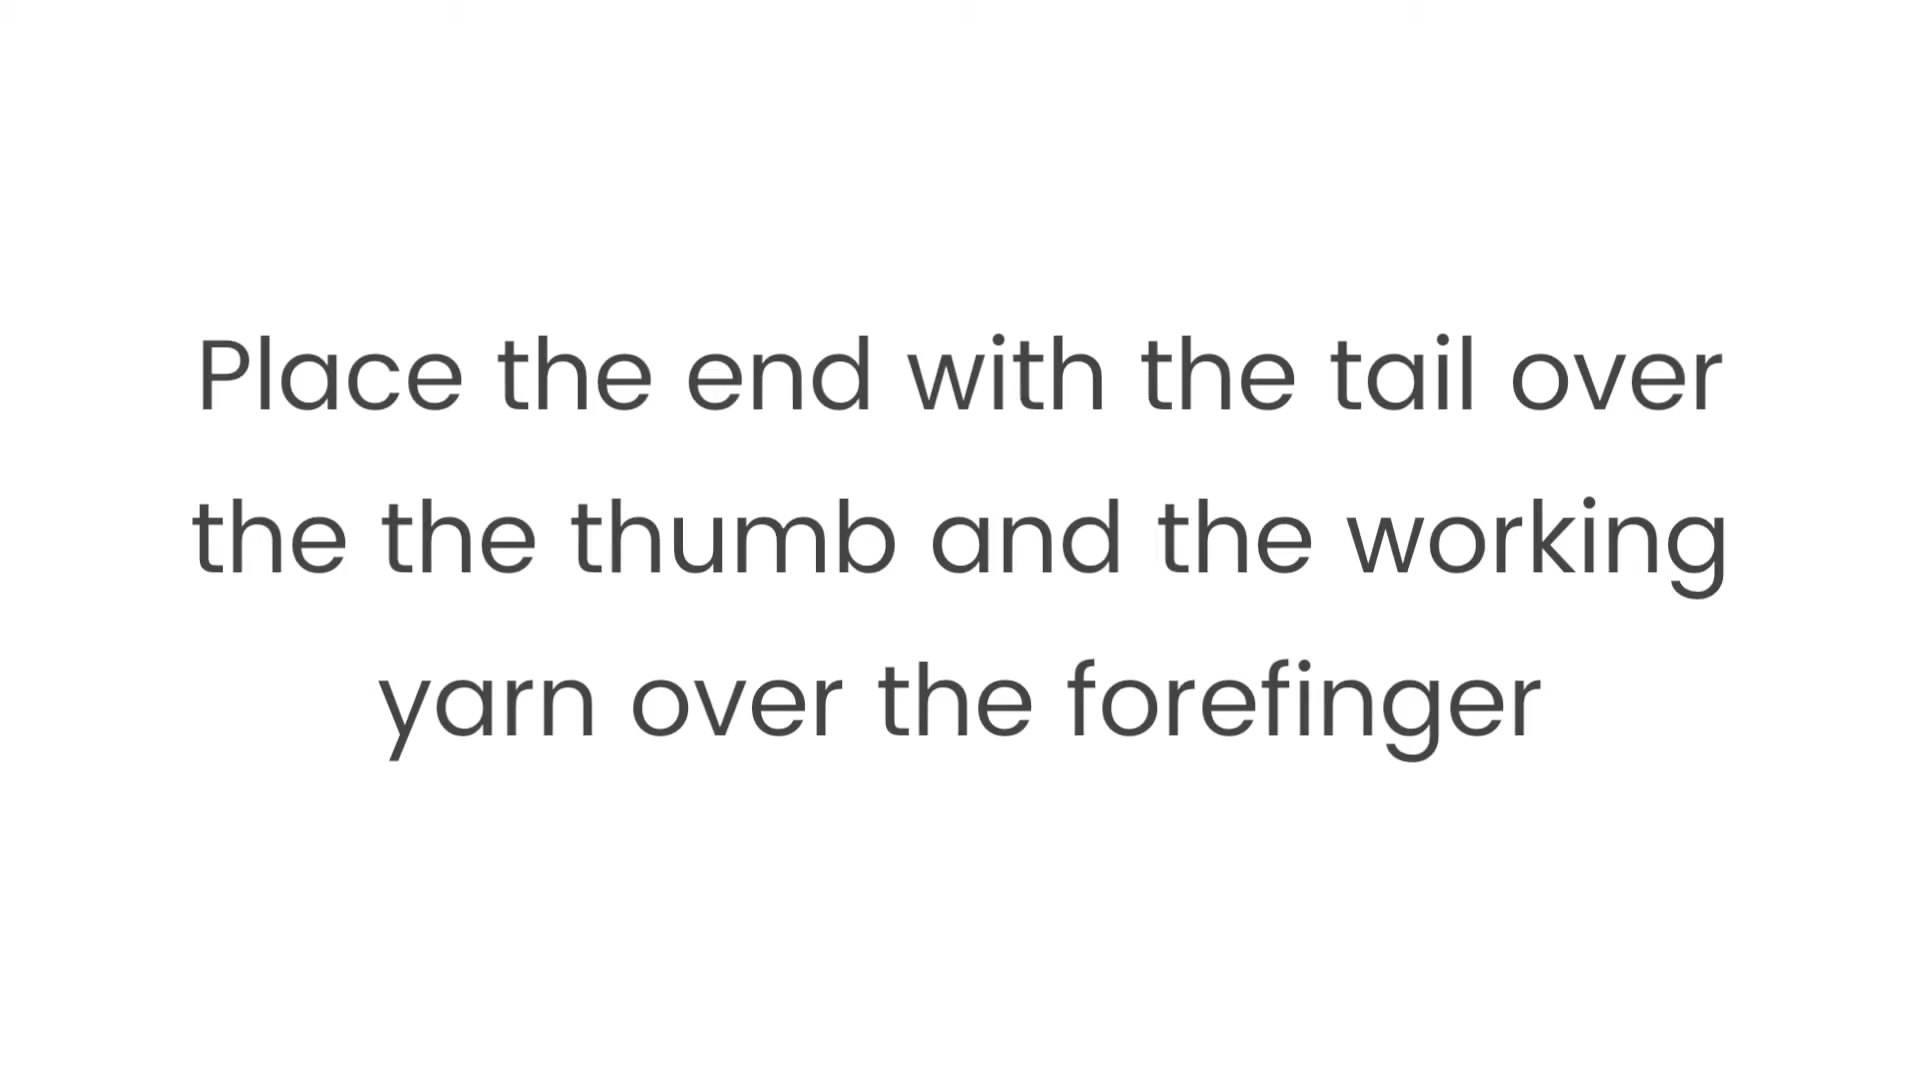 Place the end with the tail over
the the thumb and the working
yarn over the forefinger